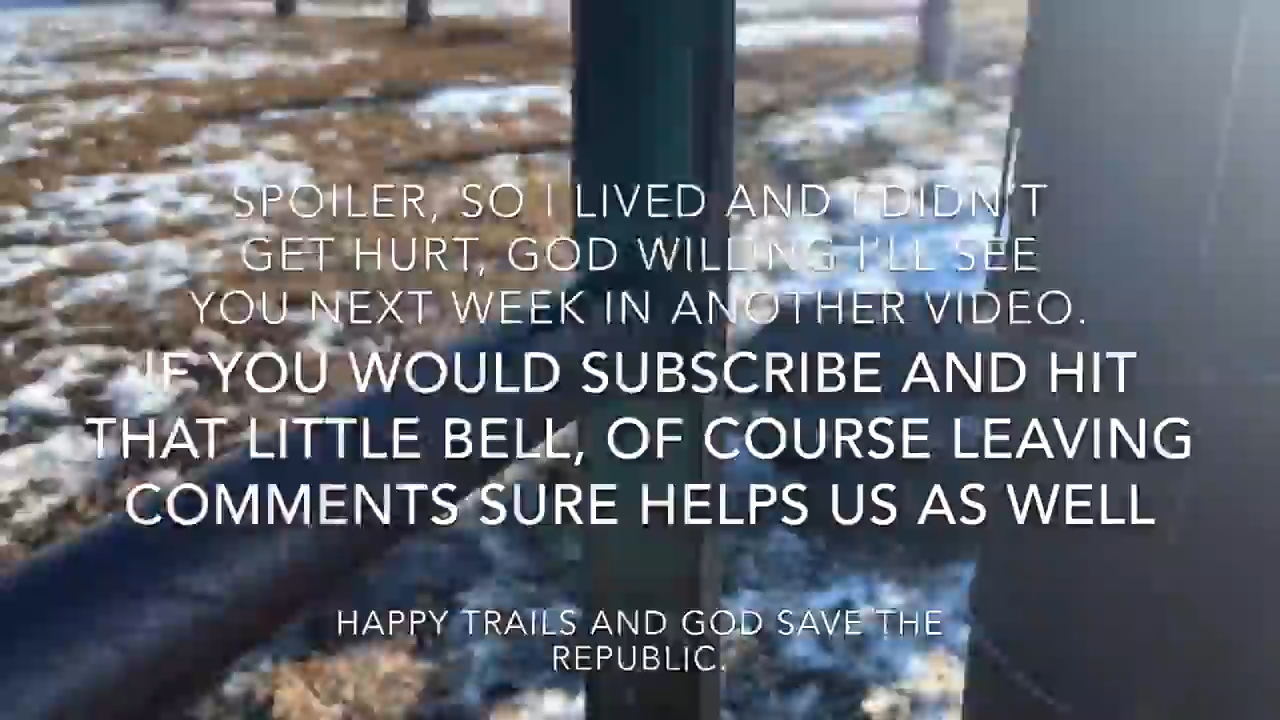 SPOILER, SO I LIVED AND I DIDN'T
GET HURT, GOD WILLING I'LL SEE
YOU NEXT WEEK IN ANOTHER VIDEO.
IF YOU WOULD SUBSCRIBE AND HIT
THAT LITTLE BELL, OF COURSE LEAVING
COMMENTS SURE HELPS US AS WELL
HAPPY TRAILS AND GOD SAVE THE
REPUBLIC.